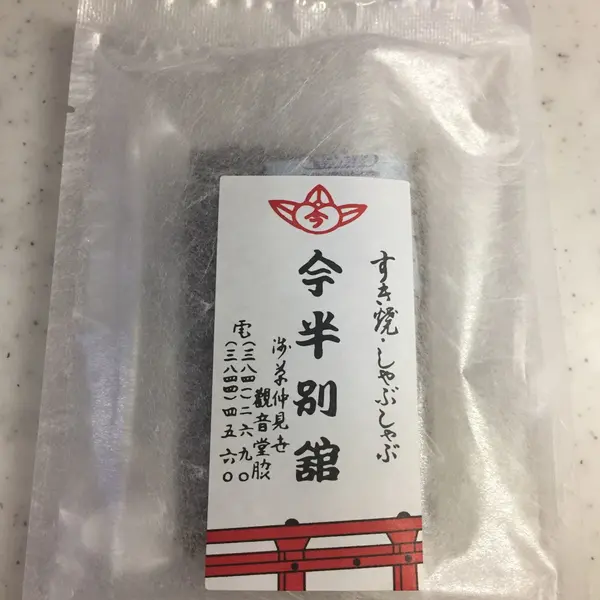 今
すき焼・しゃぶしゃぶ
今半別舘
浅草仲見世
觀音堂脇
電(三八四一)二六九〇
(三八四四)四五六〇